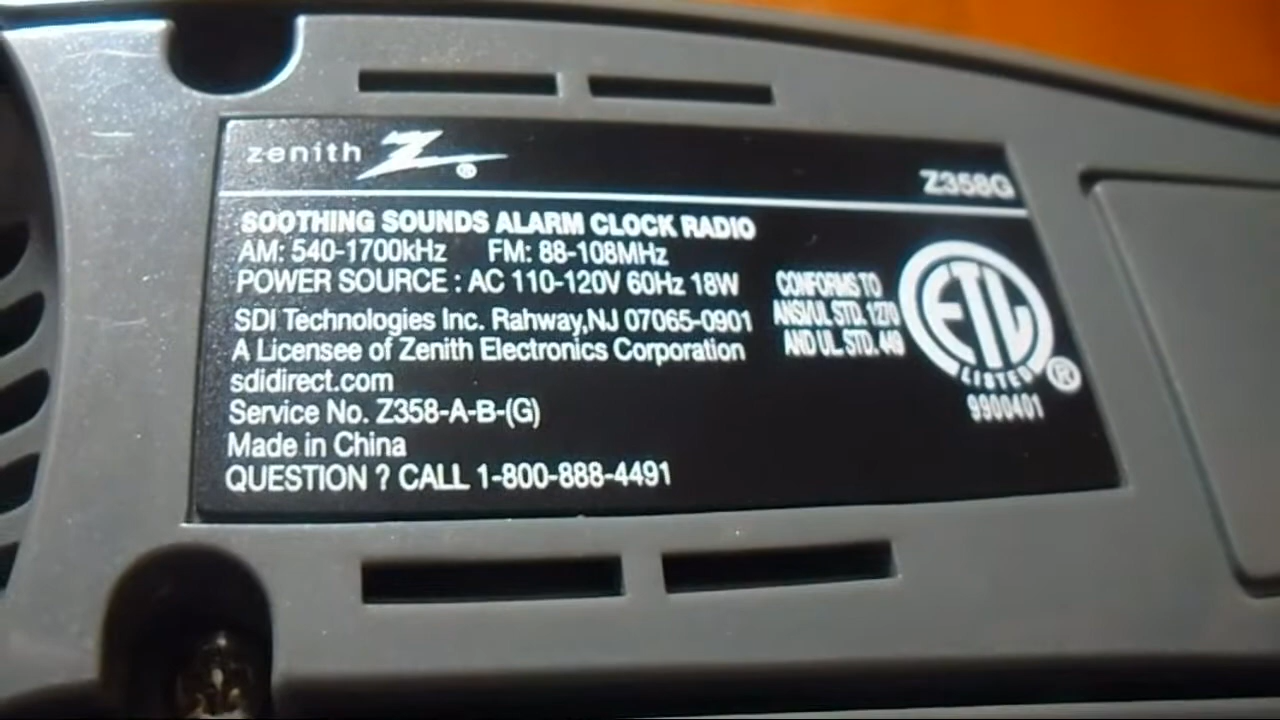 zenith Z®
Z358G
SOOTHING SOUNDS ALARM CLOCK RADIO
AM: 540-1700kHz FM: 88-108MHz
POWER SOURCE : AC 110-120V 60Hz 18W
SDI Technologies Inc. Rahway,NJ 07065-0901
A Licensee of Zenith Electronics Corporation
sdidirect.com
Service No. Z358-A-B-(G)
Made in China
QUESTION ? CALL 1-800-888-4491
CONFORMS TO
ANSI/UL STD. 1270
AND UL. STD. 449
ETL
LISTED ®
9900401